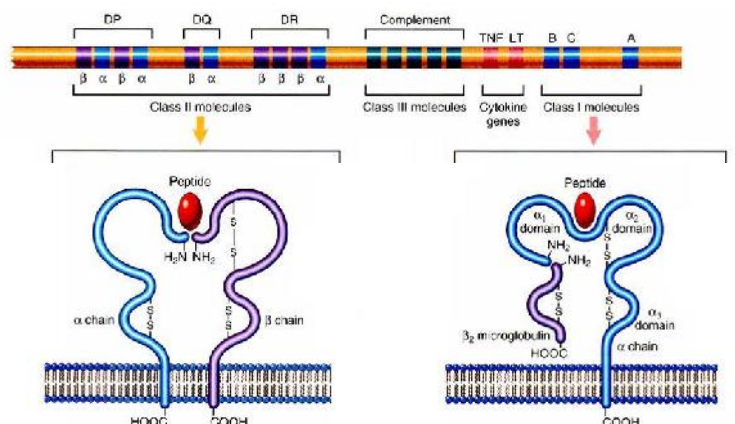 DP DQ DR Complement TNF LT B C A
β α β α β α β β β α
Class II molecules Class III molecules Cytokine genes Class I molecules
Peptide
S
S
H₂N NH₂
α chain
S
S
S
S
β chain
HOOC COOH
Peptide
α₁ domain
α₂ domain
NH₂
NH₂
S
S
S
S
S
S
β₂ microglobulin
HOOC
α₃ domain
α chain
COOH